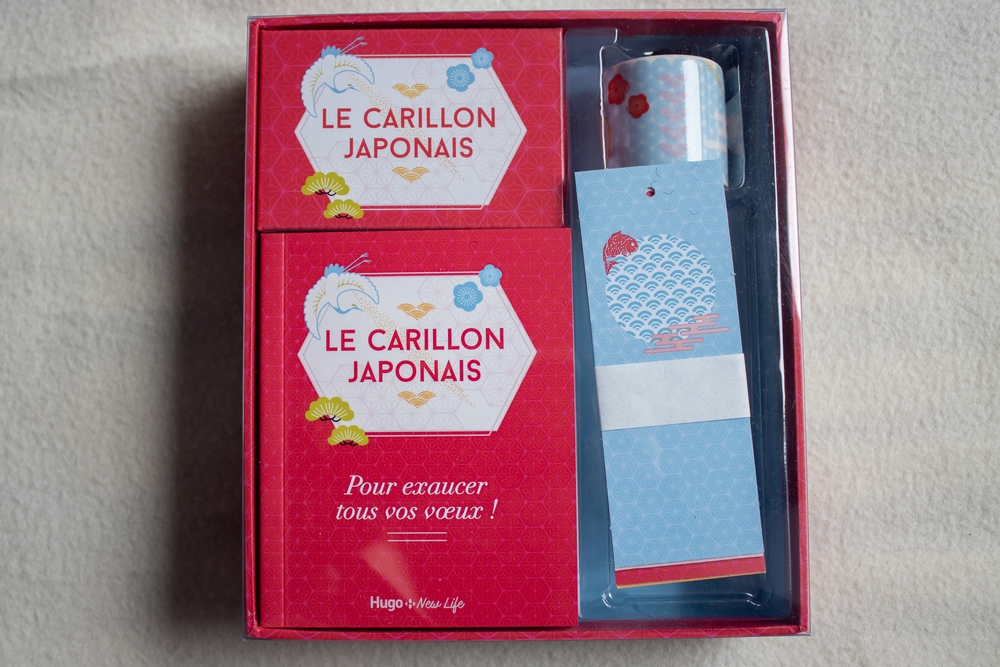 LE CARILLON
JAPONAIS
LE CARILLON
JAPONAIS
Pour exaucer
tous vos vœux !
Hugo New Life